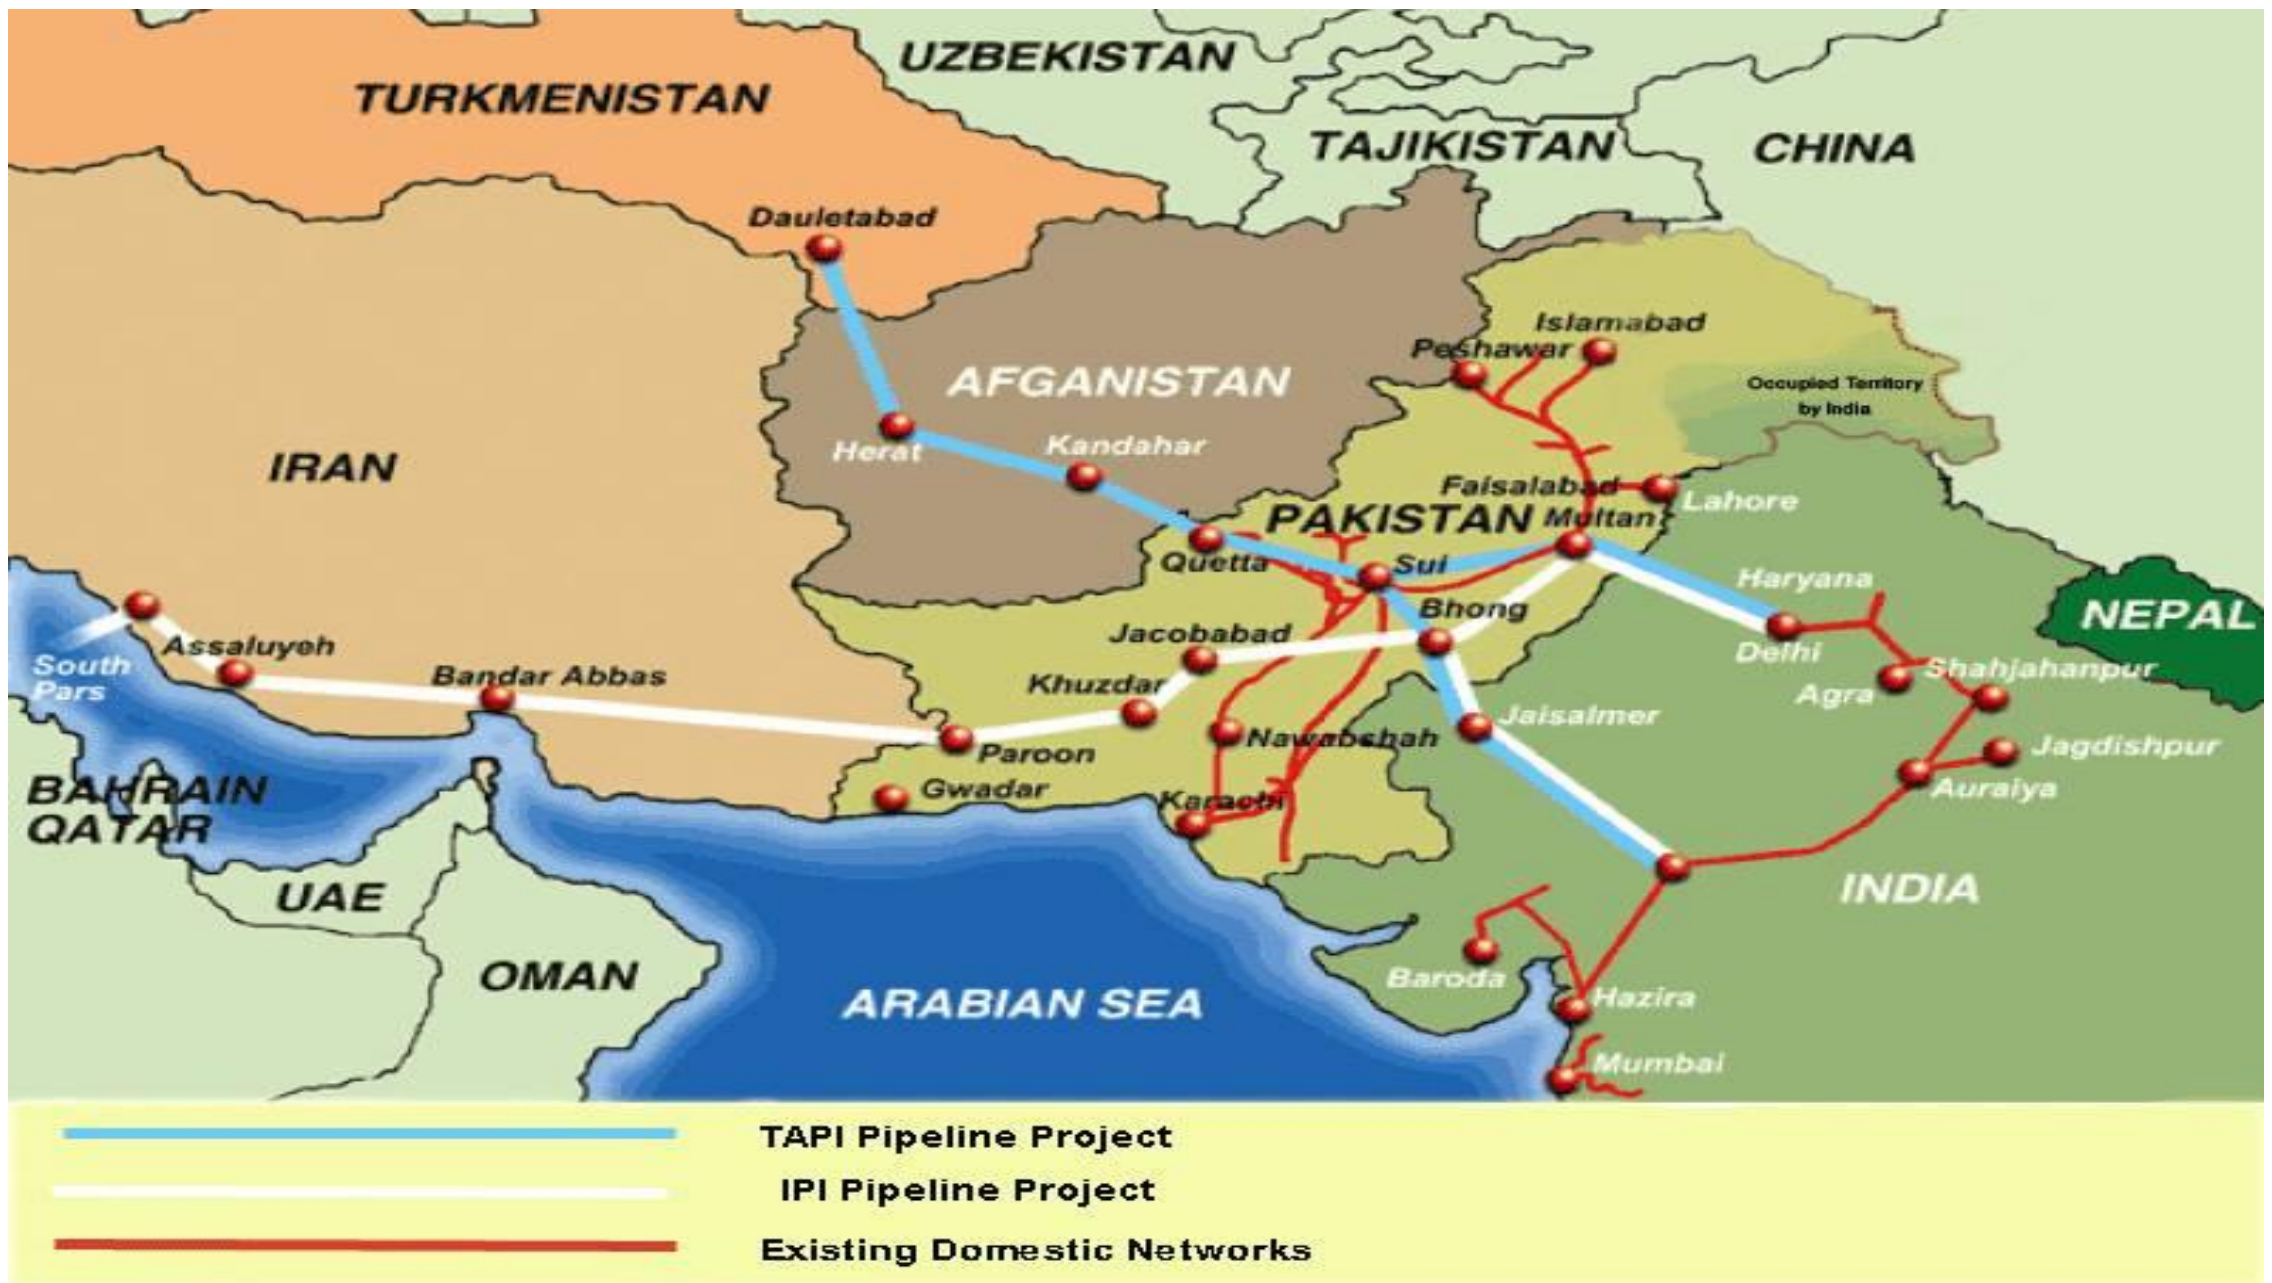 UZBEKISTAN
TURKMENISTAN
TAJIKISTAN
CHINA
Dauletabad
Islamabad
Peshawar
AFGANISTAN
Occupied Territory
by India
Herat
Kandahar
IRAN
Faisalabad
Lahore
PAKISTAN
Multan
Quetta
Sui
Haryana
Bhong
NEPAL
Jacobabad
Assaluyeh
Delhi
South
Pars
Bandar Abbas
Khuzdar
Shahjahanpur
Agra
Jaisalmer
Nawabshah
Jagdishpur
Paroon
BAHRAIN
QATAR
Gwadar
Karachi
Auraiya
UAE
INDIA
OMAN
ARABIAN SEA
Baroda
Hazira
Mumbai
TAPI Pipeline Project
IPI Pipeline Project
Existing Domestic Networks